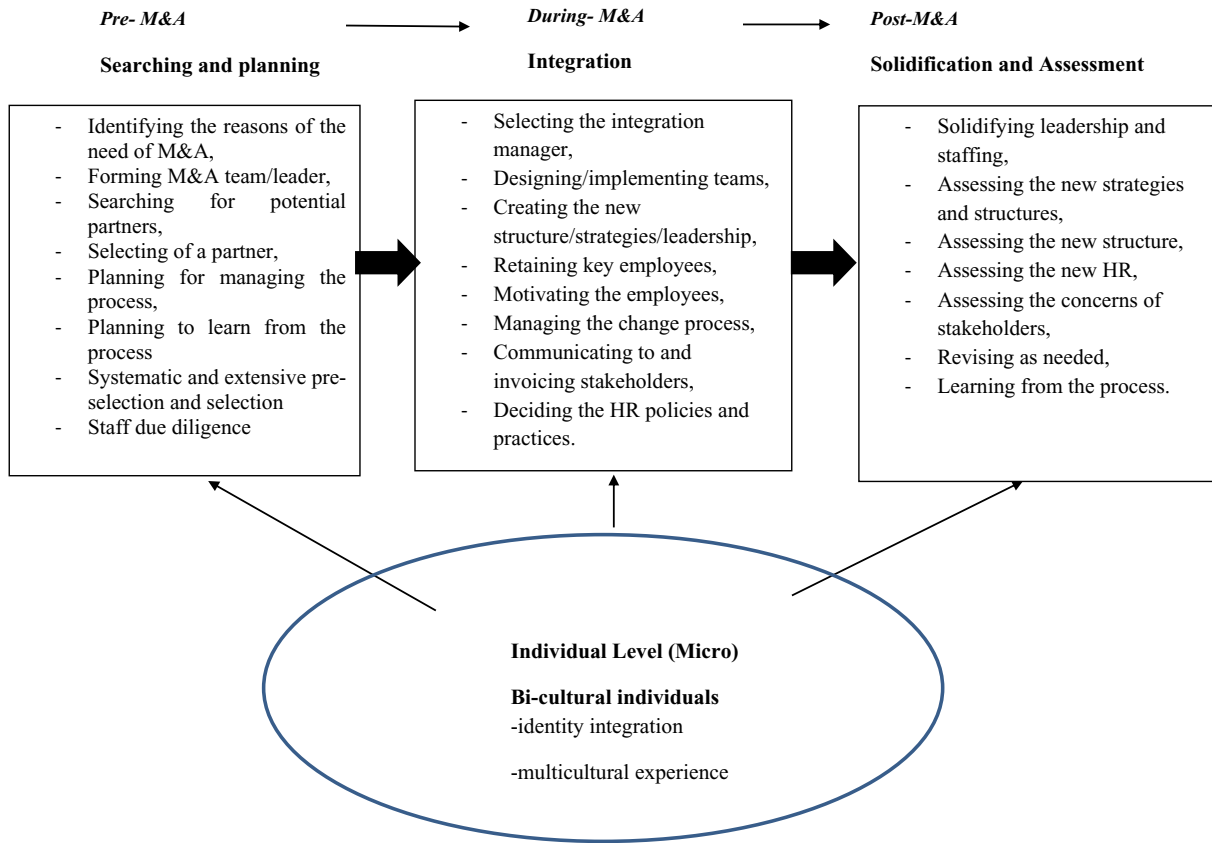 Pre- M&A
During- M&A
Post-M&A
Searching and planning
Integration
Solidification and Assessment
- Identifying the reasons of the
need of M&A,
- Forming M&A team/leader,
- Searching for potential
partners,
- Selecting of a partner,
- Planning for managing the
process,
- Planning to learn from the
process
- Systematic and extensive pre-
selection and selection
- Staff due diligence
- Selecting the integration
manager,
- Designing/implementing teams,
- Creating the new
structure/strategies/leadership,
- Retaining key employees,
- Motivating the employees,
- Managing the change process,
- Communicating to and
invoicing stakeholders,
- Deciding the HR policies and
practices.
- Solidifying leadership and
staffing,
- Assessing the new strategies
and structures,
- Assessing the new structure,
- Assessing the new HR,
- Assessing the concerns of
stakeholders,
- Revising as needed,
- Learning from the process.
Individual Level (Micro)
Bi-cultural individuals
-identity integration
-multicultural experience